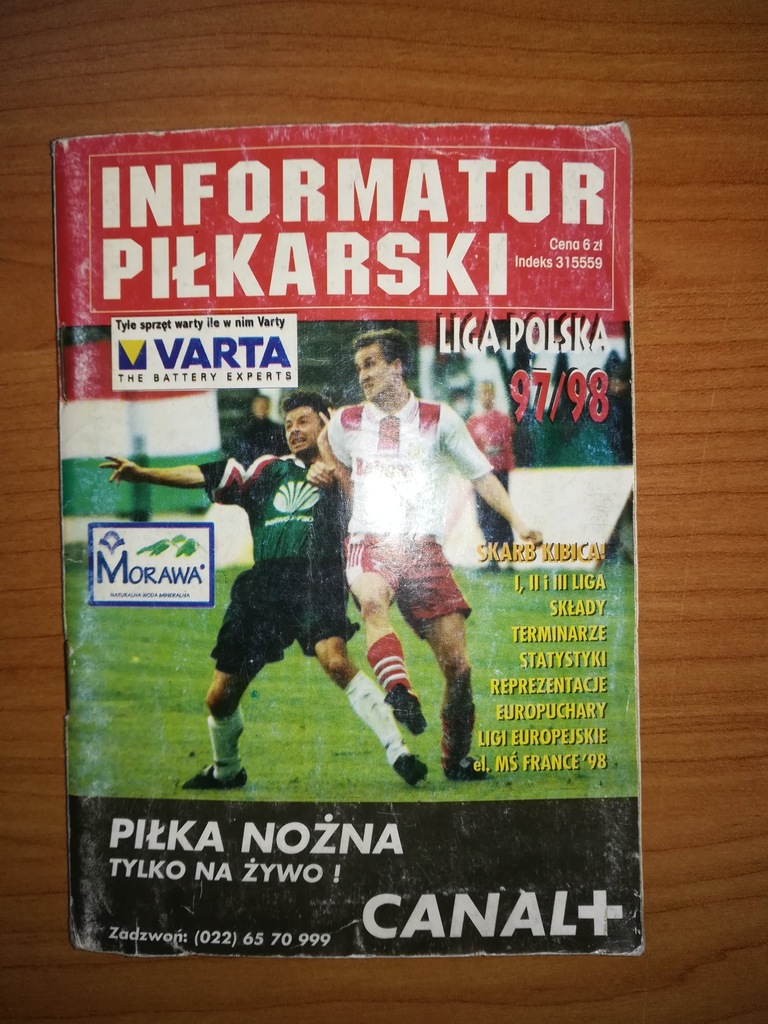 INFORMATOR
PIŁKARSKI
Cena 6 zł
Indeks 315559
Tyle sprzęt warty ile w nim Varty
VARTA
THE BATTERY EXPERTS
LIGA POLSKA
97/98
MORAWA
NATURALNA WODA MINERALNA
SKARB KIBICA!
I, II i III LIGA
SKŁADY
TERMINARZE
STATYSTYKI
REPREZENTACJE
EUROPUCHARY
LIGI EUROPEJSKIE
el. MŚ FRANCE '98
PIŁKA NOŻNA
TYLKO NA ŻYWO !
CANAL+
Zadzwoń: (022) 65 70 999